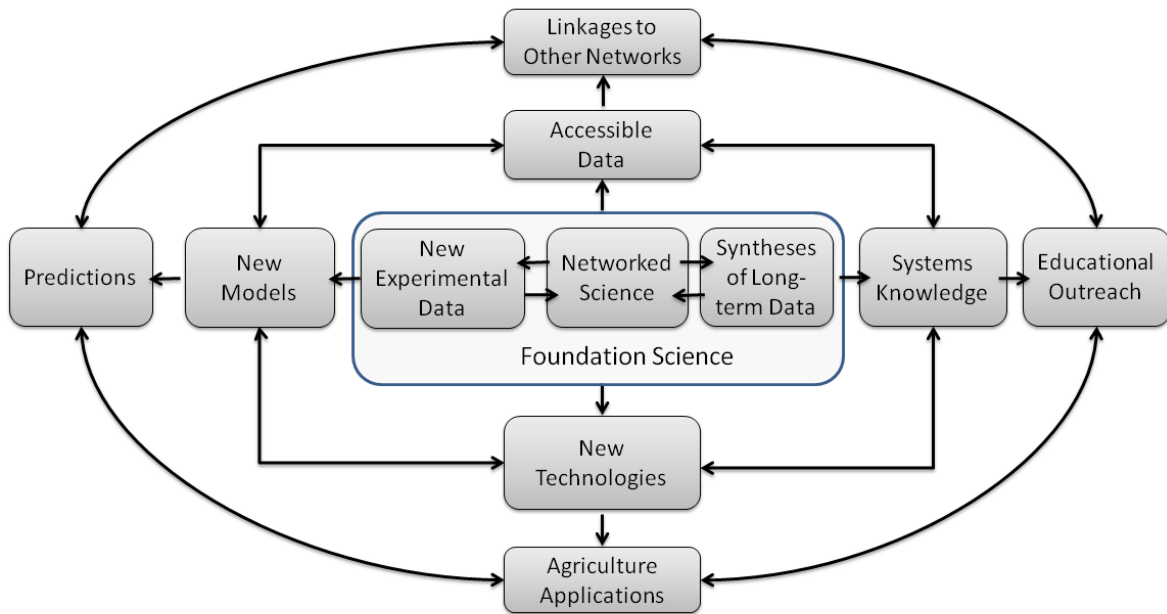 Linkages to
Other Networks
Accessible
Data
Predictions
New
Models
New
Experimental
Data
Networked
Science
Syntheses
of Long-
term Data
Systems
Knowledge
Educational
Outreach
Foundation Science
New
Technologies
Agriculture
Applications